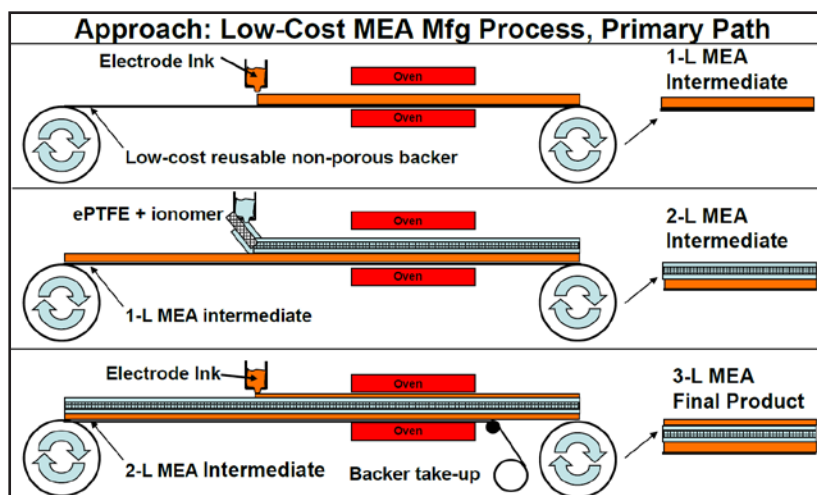 Approach: Low-Cost MEA Mfg Process, Primary Path
Electrode Ink
Oven
Oven
Low-cost reusable non-porous backer
1-L MEA
Intermediate
ePTFE + ionomer
Oven
Oven
1-L MEA intermediate
2-L MEA
Intermediate
Electrode Ink
Oven
Oven
2-L MEA Intermediate
Backer take-up
3-L MEA
Final Product